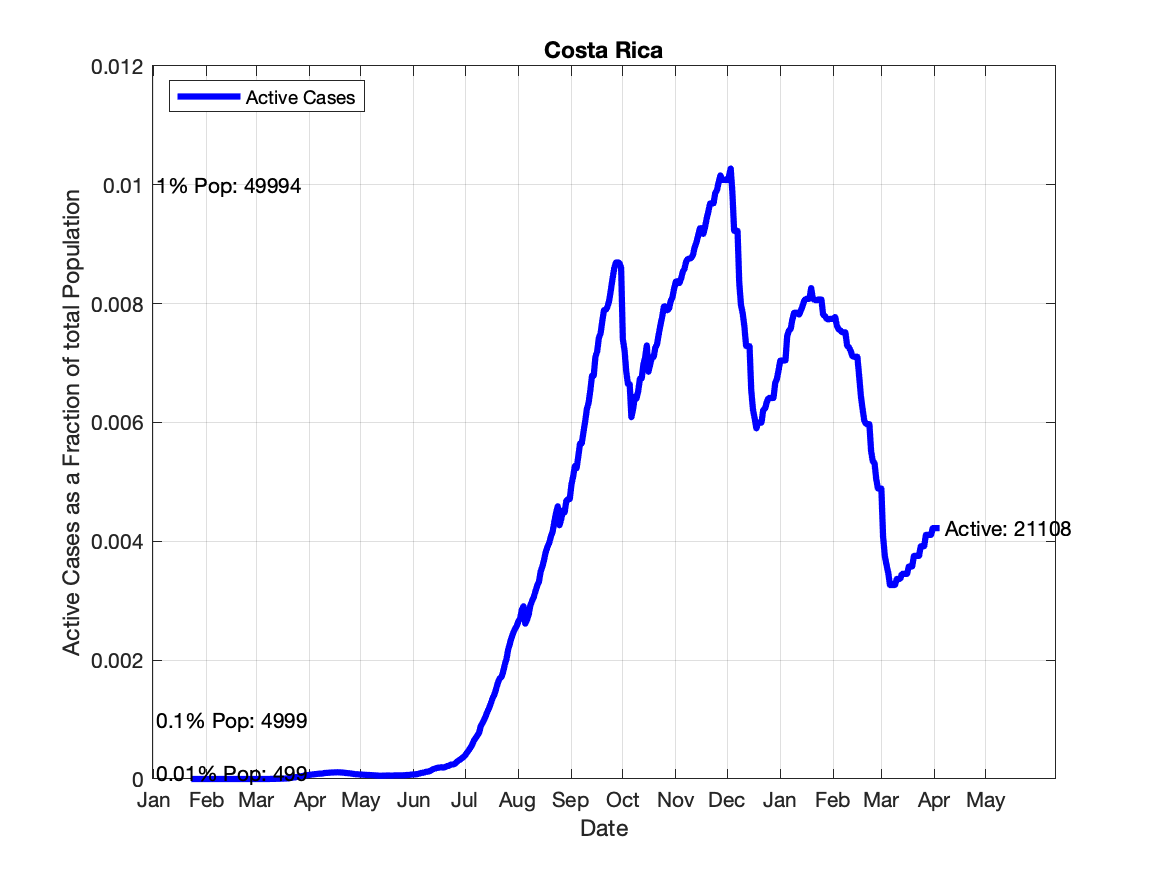 Costa Rica
0.012
Active Cases
0.01
1% Pop: 49994
0.008
0.006
0.004
Active: 21108
0.002
0.1% Pop: 4999
0.01% Pop: 499
0
Jan Feb Mar Apr May Jun Jul Aug Sep Oct Nov Dec Jan Feb Mar Apr May
Date
Active Cases as a Fraction of total Population